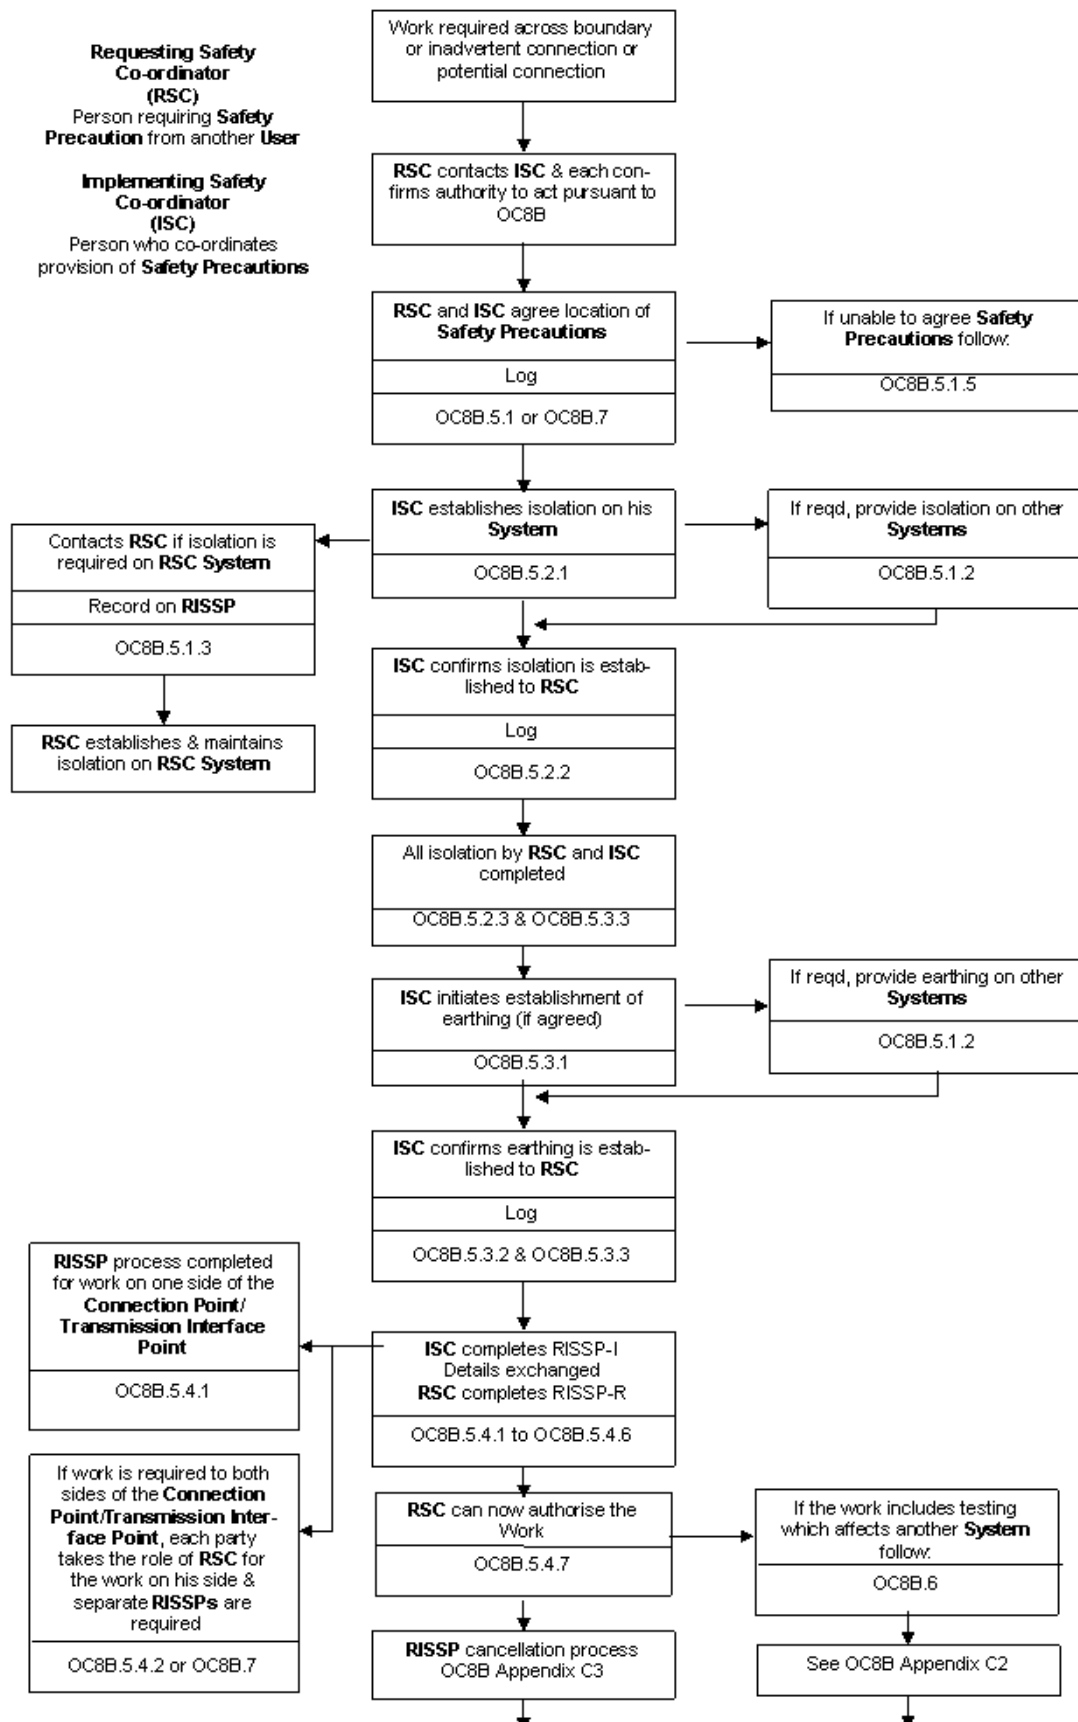 Work required across boundary
or inadvertent connection or
potential connection
Requesting Safety
Co-ordinator
(RSC)
Person requiring Safety
Precaution from another User
Implementing Safety
Co-ordinator
(ISC)
Person who co-ordinates
provision of Safety Precautions
RSC contacts ISC & each con-
firms authority to act pursuant to
OC8B
RSC and ISC agree location of
Safety Precautions
Log
OC8B.5.1 or OC8B.7
If unable to agree Safety
Precautions follow:
OC8B.5.1.5
ISC establishes isolation on his
System
OC8B.5.2.1
If reqd, provide isolation on other
Systems
OC8B.5.1.2
Contacts RSC if isolation is
required on RSC System
Record on RISSP
OC8B.5.1.3
RSC establishes & maintains
isolation on RSC System
ISC confirms isolation is estab-
lished to RSC
Log
OC8B.5.2.2
All isolation by RSC and ISC
completed
OC8B.5.2.3 & OC8B.5.3.3
ISC initiates establishment of
earthing (if agreed)
OC8B.5.3.1
If reqd, provide earthing on other
Systems
OC8B.5.1.2
ISC confirms earthing is estab-
lished to RSC
Log
OC8B.5.3.2 & OC8B.5.3.3
RISSP process completed
for work on one side of the
Connection Point/
Transmission Interface
Point
OC8B.5.4.1
ISC completes RISSP-I
Details exchanged
RSC completes RISSP-R
OC8B.5.4.1 to OC8B.5.4.6
If work is required to both
sides of the Connection
Point/Transmission Inter-
face Point, each party
takes the role of RSC for
the work on his side &
separate RISSPs are
required
OC8B.5.4.2 or OC8B.7
RSC can now authorise the
Work
OC8B.5.4.7
If the work includes testing
which affects another System
follow:
OC8B.6
RISSP cancellation process
OC8B Appendix C3
See OC8B Appendix C2